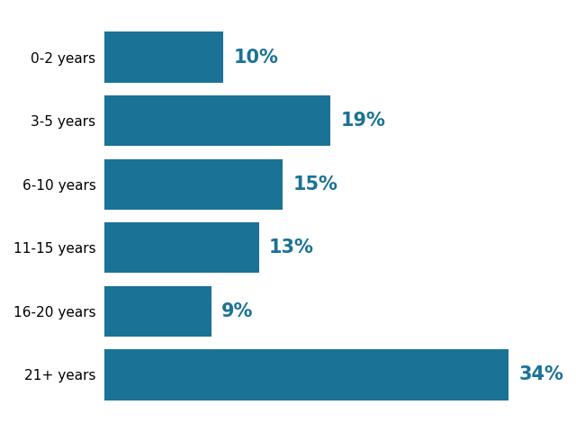 0-2 years 10%
3-5 years 19%
6-10 years 15%
11-15 years 13%
16-20 years 9%
21+ years 34%